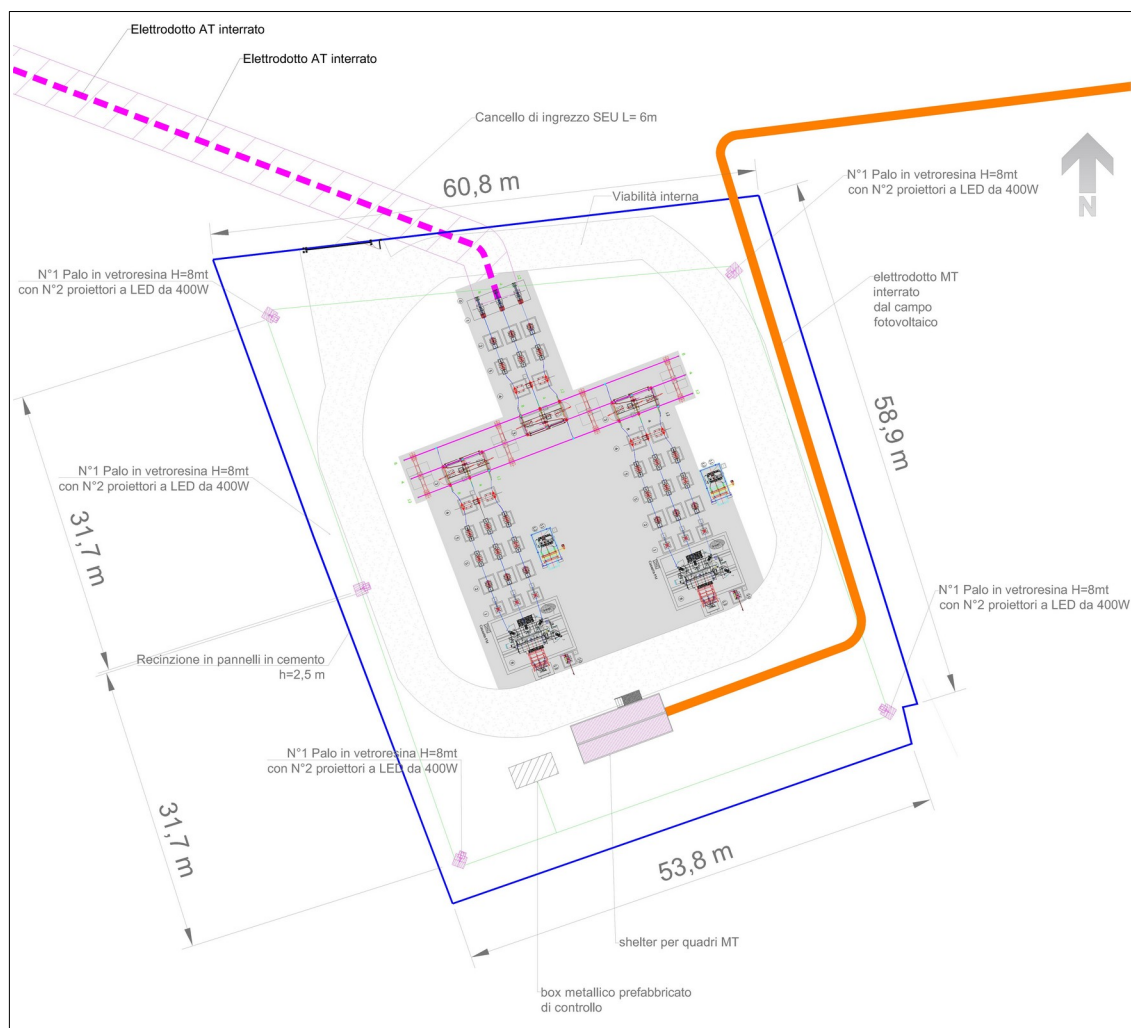 Elettrodotto AT interrato
Elettrodotto AT interrato
Cancello di ingrezzo SEU L= 6m
60,8 m
Viabilità interna
N°1 Palo in vetroresina H=8mt
con N°2 proiettori a LED da 400W
N
N°1 Palo in vetroresina H=8mt
con N°2 proiettori a LED da 400W
elettrodotto MT
interrato
dal campo
fotovoltaico
58,9 m
N°1 Palo in vetroresina H=8mt
con N°2 proiettori a LED da 400W
31,7 m
N°1 Palo in vetroresina H=8mt
con N°2 proiettori a LED da 400W
Recinzione in pannelli in cemento
h=2,5 m
N°1 Palo in vetroresina H=8mt
con N°2 proiettori a LED da 400W
31,7 m
53,8 m
shelter per quadri MT
box metallico prefabbricato
di controllo